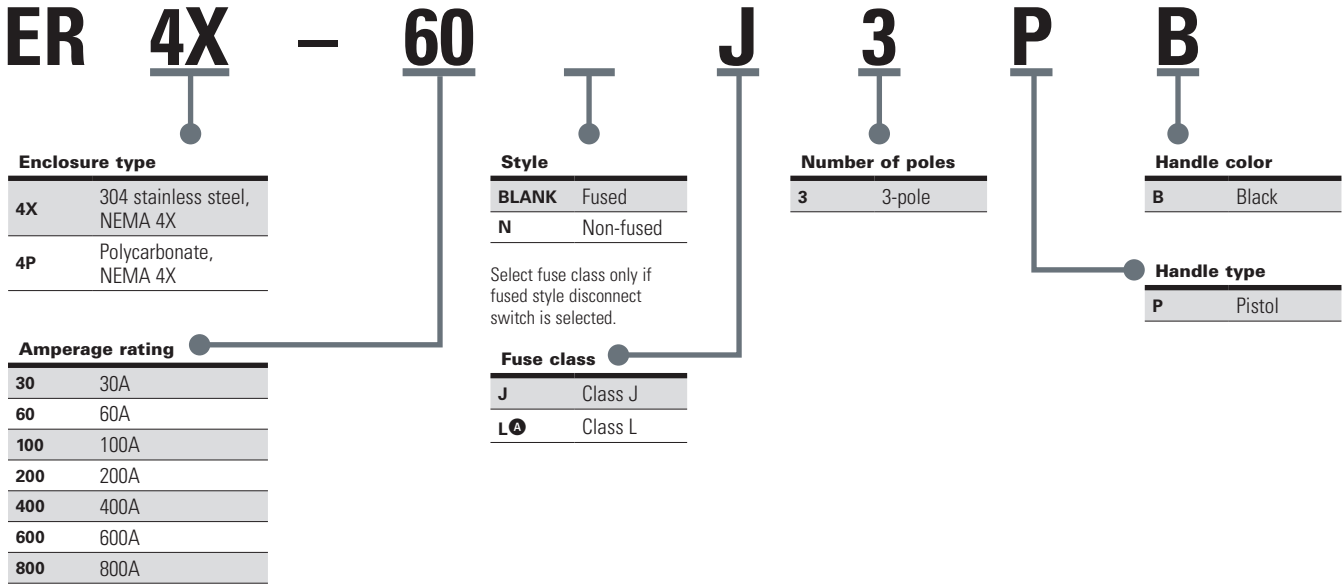 ER 4X – 60 J 3 P B
Enclosure type
4X 304 stainless steel,
NEMA 4X
4P Polycarbonate,
NEMA 4X
Amperage rating
30 30A
60 60A
100 100A
200 200A
400 400A
600 600A
800 800A
Style
BLANK Fused
N Non-fused
Select fuse class only if
fused style disconnect
switch is selected.
Fuse class
J Class J
L A Class L
Number of poles
3 3-pole
Handle color
B Black
Handle type
P Pistol